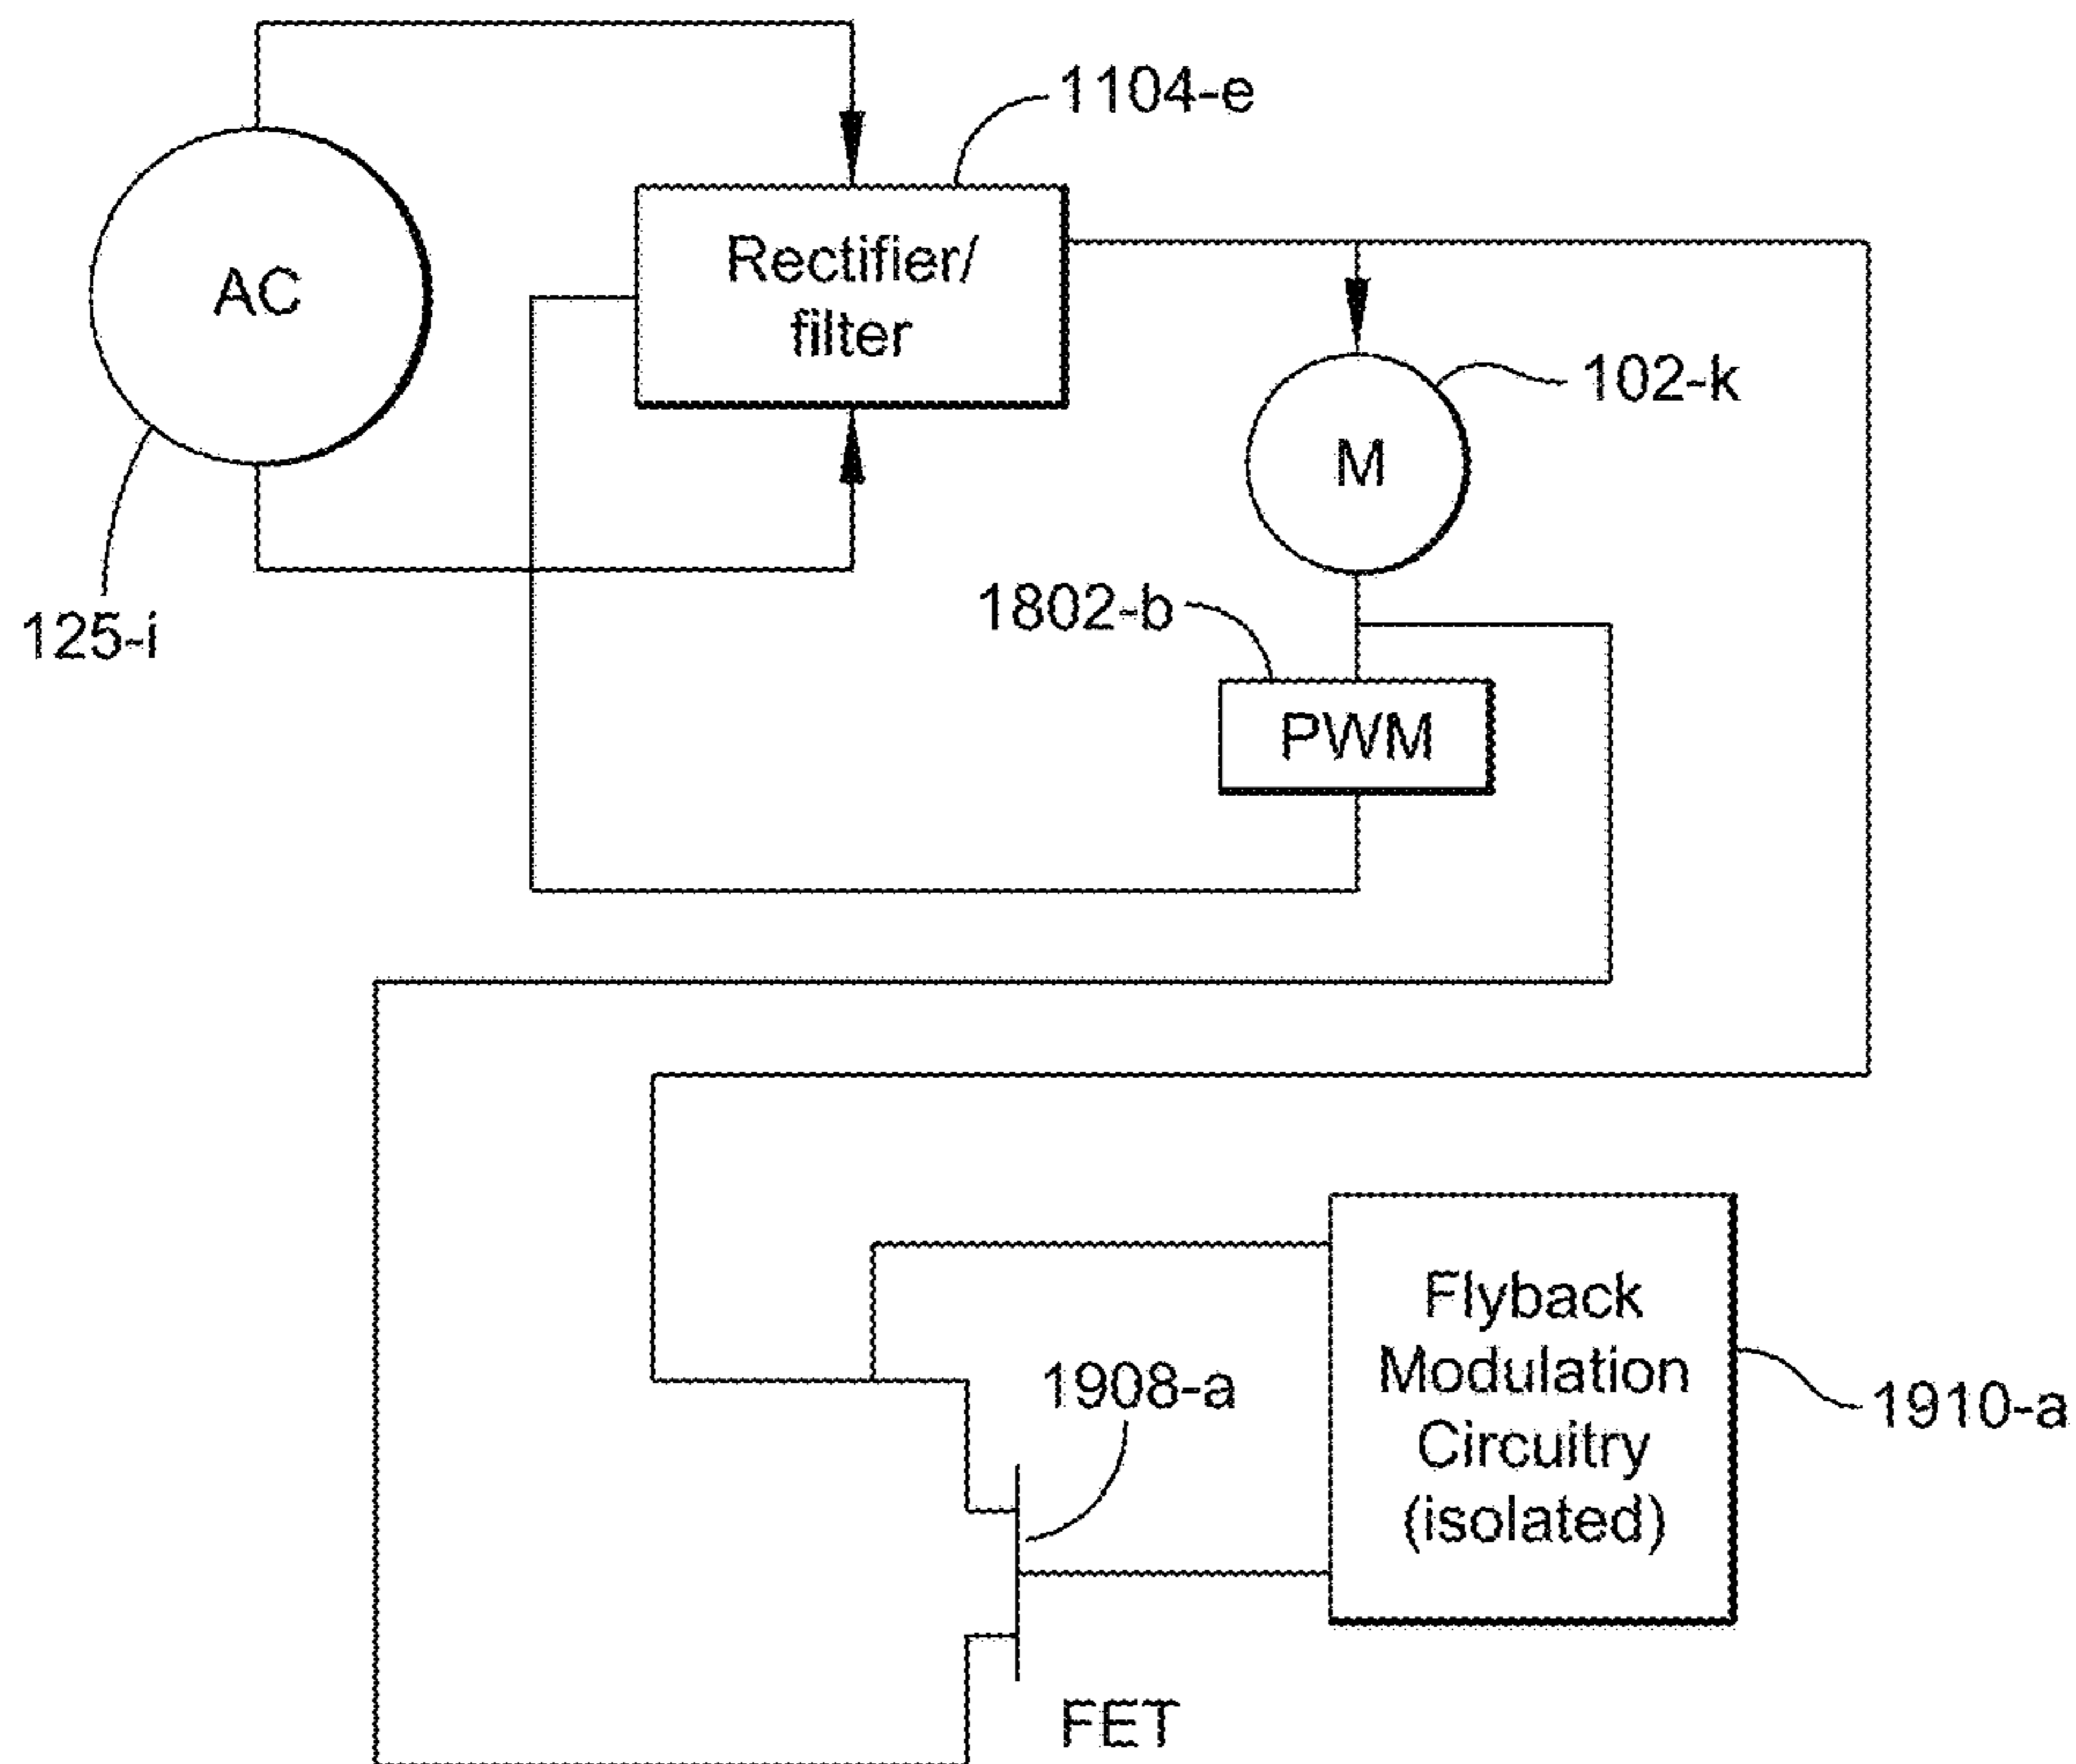 1104-e
AC
Rectifier/
filter
102-k
M
125-i
1802-b
PWM
Flyback
Modulation
Circuitry
(isolated)
1908-a
1910-a
FET